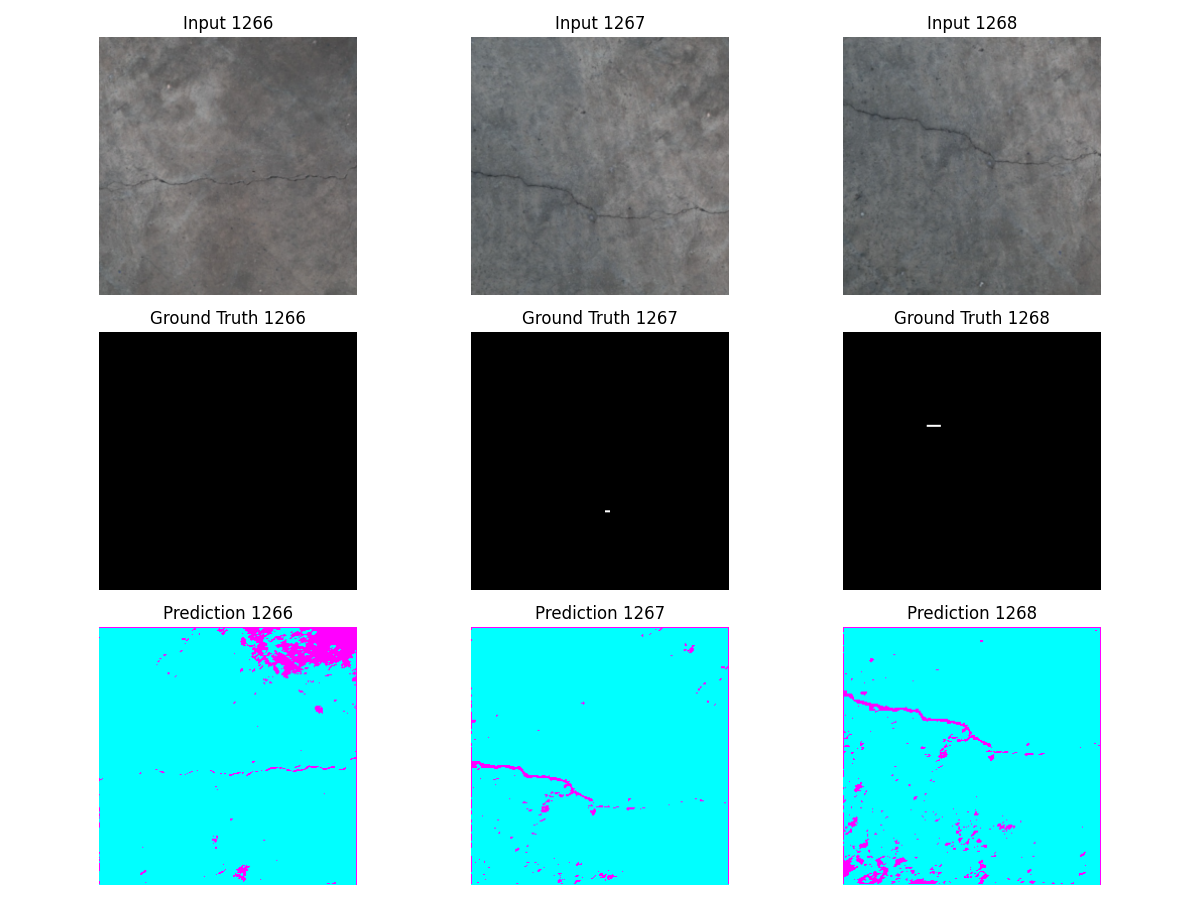 Input 1266
Input 1267
Input 1268
Ground Truth 1266
Ground Truth 1267
Ground Truth 1268
Prediction 1266
Prediction 1267
Prediction 1268